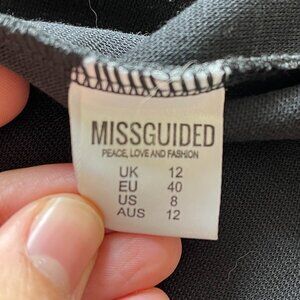 MISSGUIDED
PEACE, LOVE AND FASHION
UK 12
EU 40
US 8
AUS 12